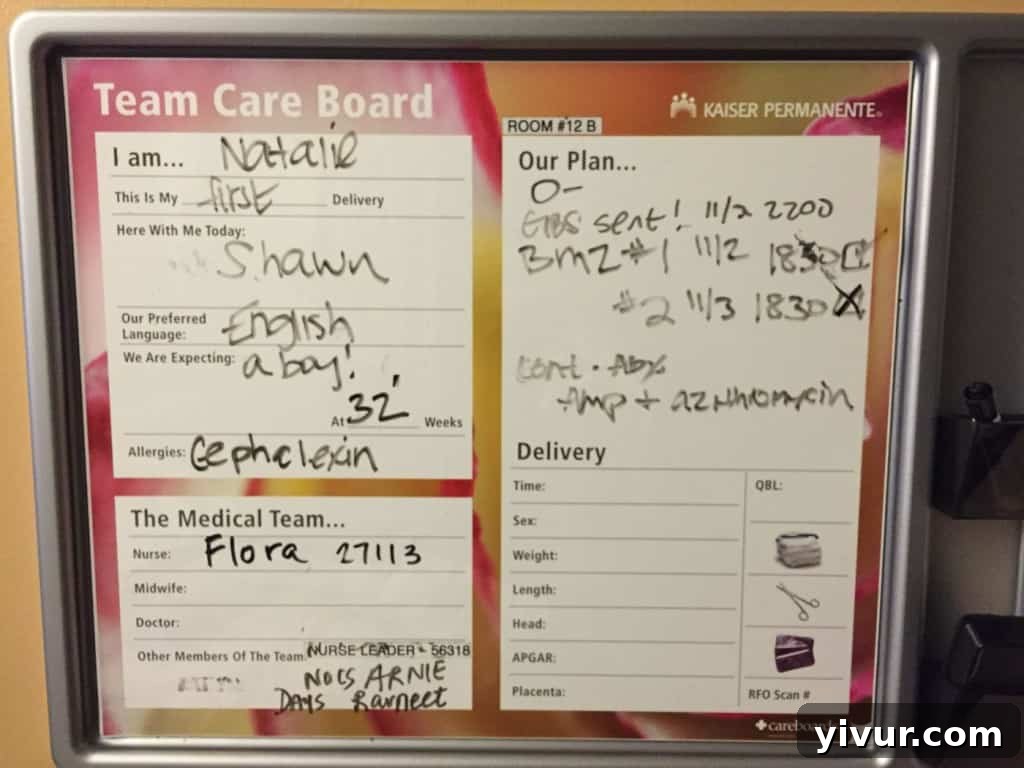 Team Care Board
KAISER PERMANENTE®
ROOM #12 B
I am... Natalie
This Is My first Delivery
Here With Me Today:
Shawn
Our Preferred Language: English
We Are Expecting: a boy!
At 32 Weeks
Allergies: Cephalexin
The Medical Team...
Nurse: Flora 27113
Midwife:
Doctor:
Other Members Of The Team: NURSE LEADER - 56318
NOCS ARNIE
DAYS Ravneet
Our Plan...
O-
GBS sent! 11/2 2200
BMZ #1 11/2 1830
#2 11/3 1830
Cont. Abx
Amp + azithromycin
Delivery
Time:
Sex:
Weight:
Length:
Head:
APGAR:
Placenta:
QBL:
RFO Scan #
yivur.com